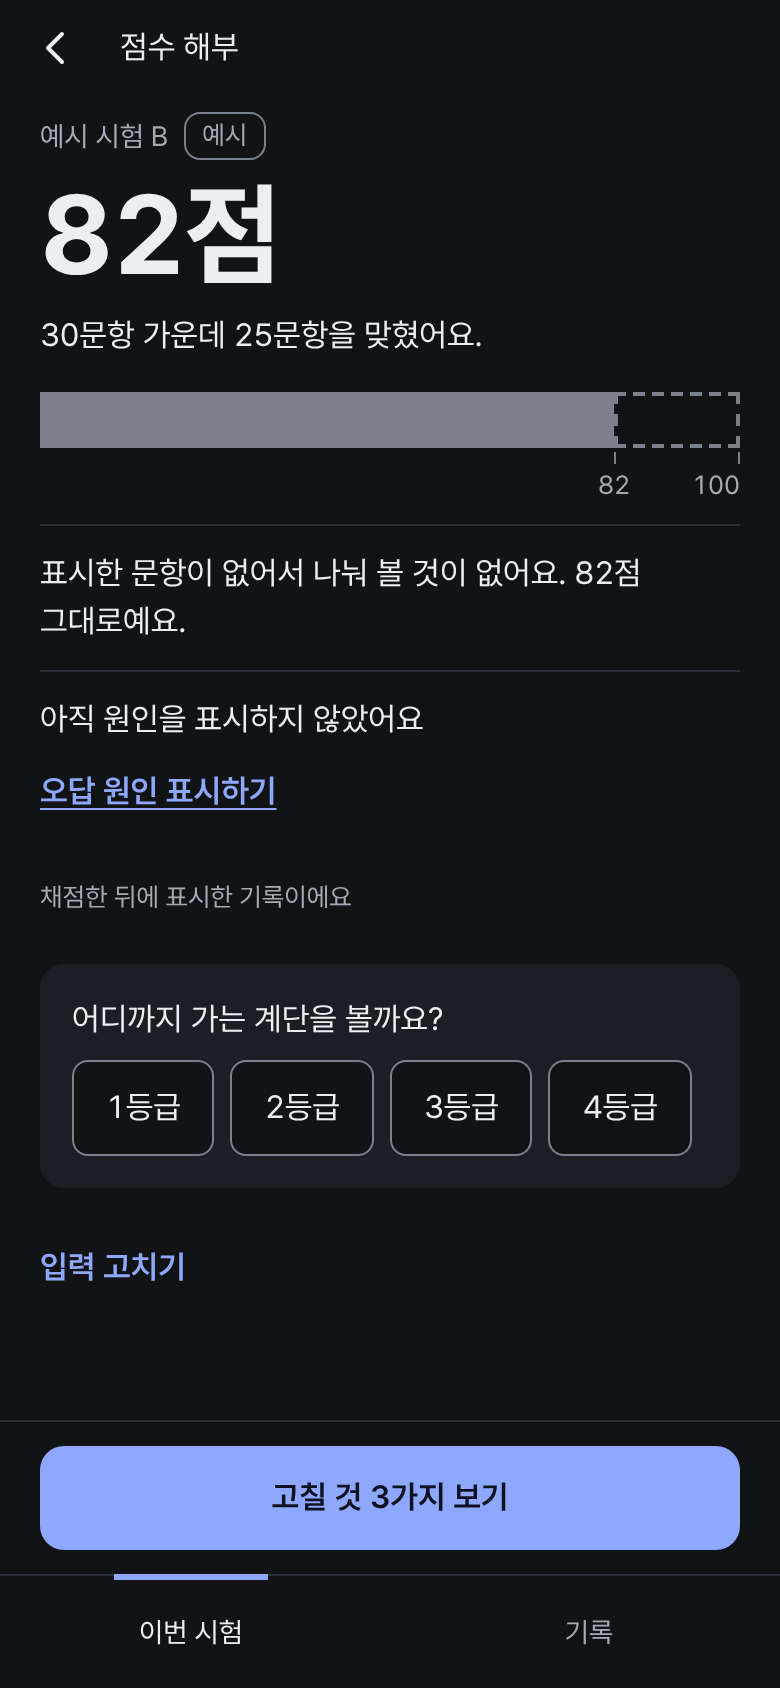 점수 해부
예시 시험 B 예시
82점
30문항 가운데 25문항을 맞혔어요.
82 100
표시한 문항이 없어서 나눠 볼 것이 없어요. 82점
그대로예요.
아직 원인을 표시하지 않았어요
오답 원인 표시하기
채점한 뒤에 표시한 기록이에요
어디까지 가는 계단을 볼까요?
1등급 2등급 3등급 4등급
입력 고치기
고칠 것 3가지 보기
이번 시험 기록